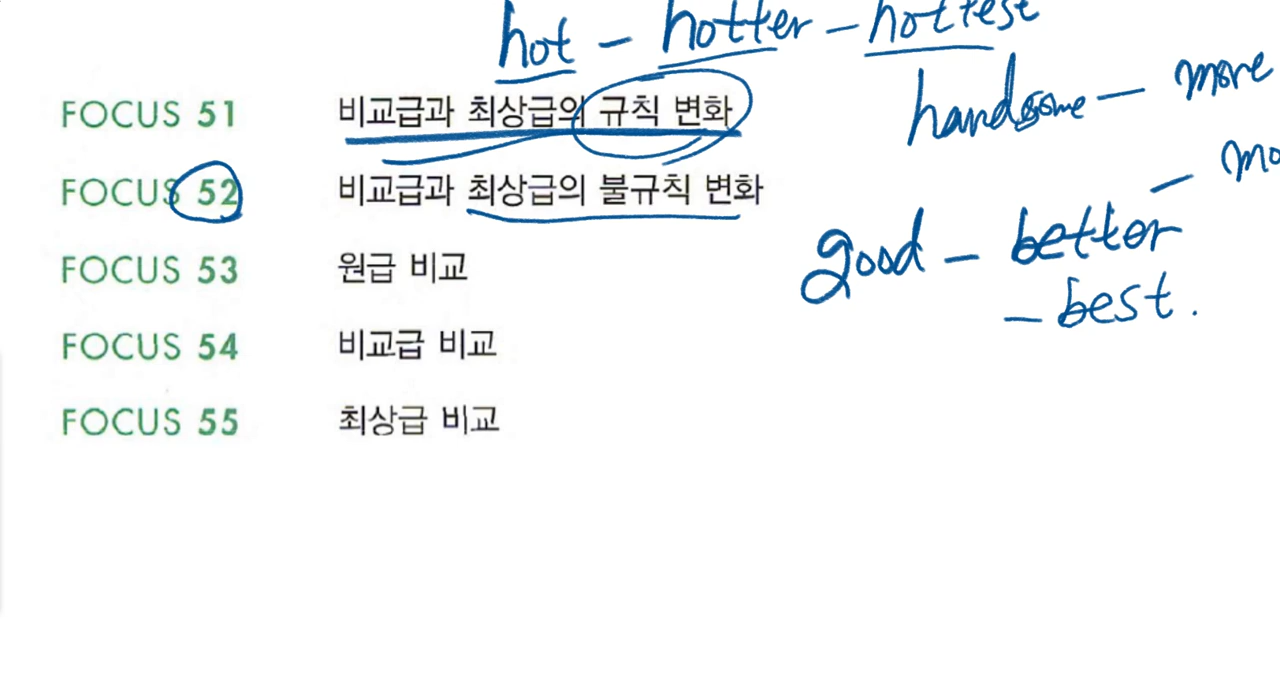 hot – hotter – hottest
FOCUS 51 비교급과 최상급의 규칙 변화
handsome – more
FOCUS 52 비교급과 최상급의 불규칙 변화
good – better
– best.
FOCUS 53 원급 비교
FOCUS 54 비교급 비교
FOCUS 55 최상급 비교